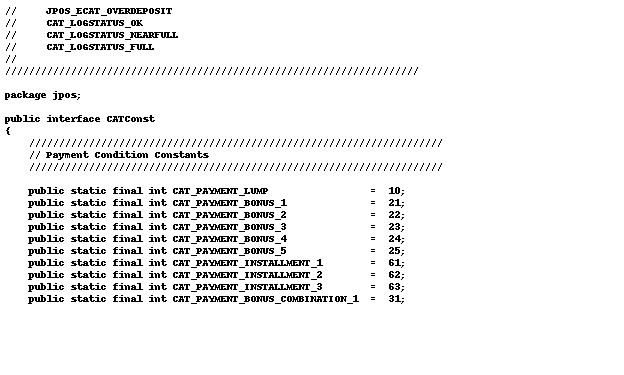 //     JPOS_ECAT_OVERDEPOSIT
//     CAT_LOGSTATUS_OK
//     CAT_LOGSTATUS_NEARFULL
//     CAT_LOGSTATUS_FULL
//
/////////////////////////////////////////////////////////////////////
package jpos;
public interface CATConst
{
    /////////////////////////////////////////////////////////////////////
    // Payment Condition Constants
    /////////////////////////////////////////////////////////////////////
    public static final int CAT_PAYMENT_LUMP                 =  10;
    public static final int CAT_PAYMENT_BONUS_1              =  21;
    public static final int CAT_PAYMENT_BONUS_2              =  22;
    public static final int CAT_PAYMENT_BONUS_3              =  23;
    public static final int CAT_PAYMENT_BONUS_4              =  24;
    public static final int CAT_PAYMENT_BONUS_5              =  25;
    public static final int CAT_PAYMENT_INSTALLMENT_1        =  61;
    public static final int CAT_PAYMENT_INSTALLMENT_2        =  62;
    public static final int CAT_PAYMENT_INSTALLMENT_3        =  63;
    public static final int CAT_PAYMENT_BONUS_COMBINATION_1  =  31;